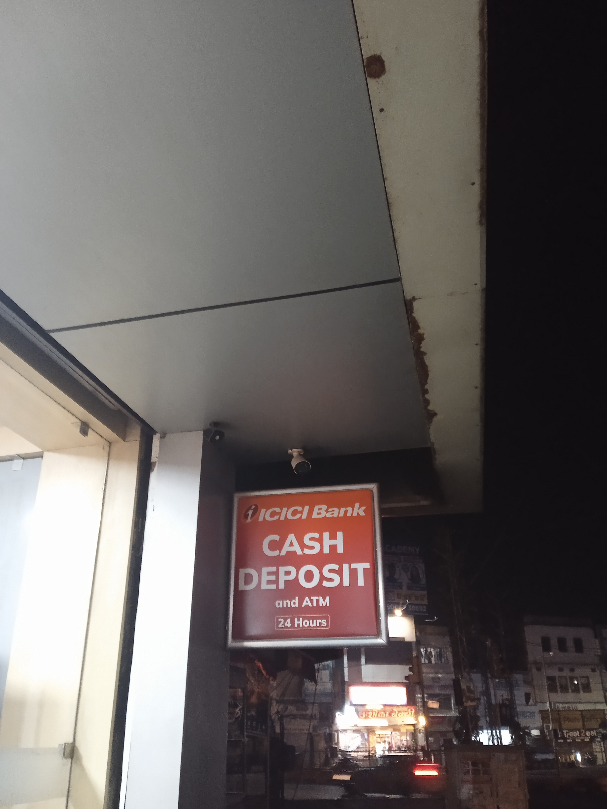 ICICI Bank
CASH
DEPOSIT
and ATM
24 Hours